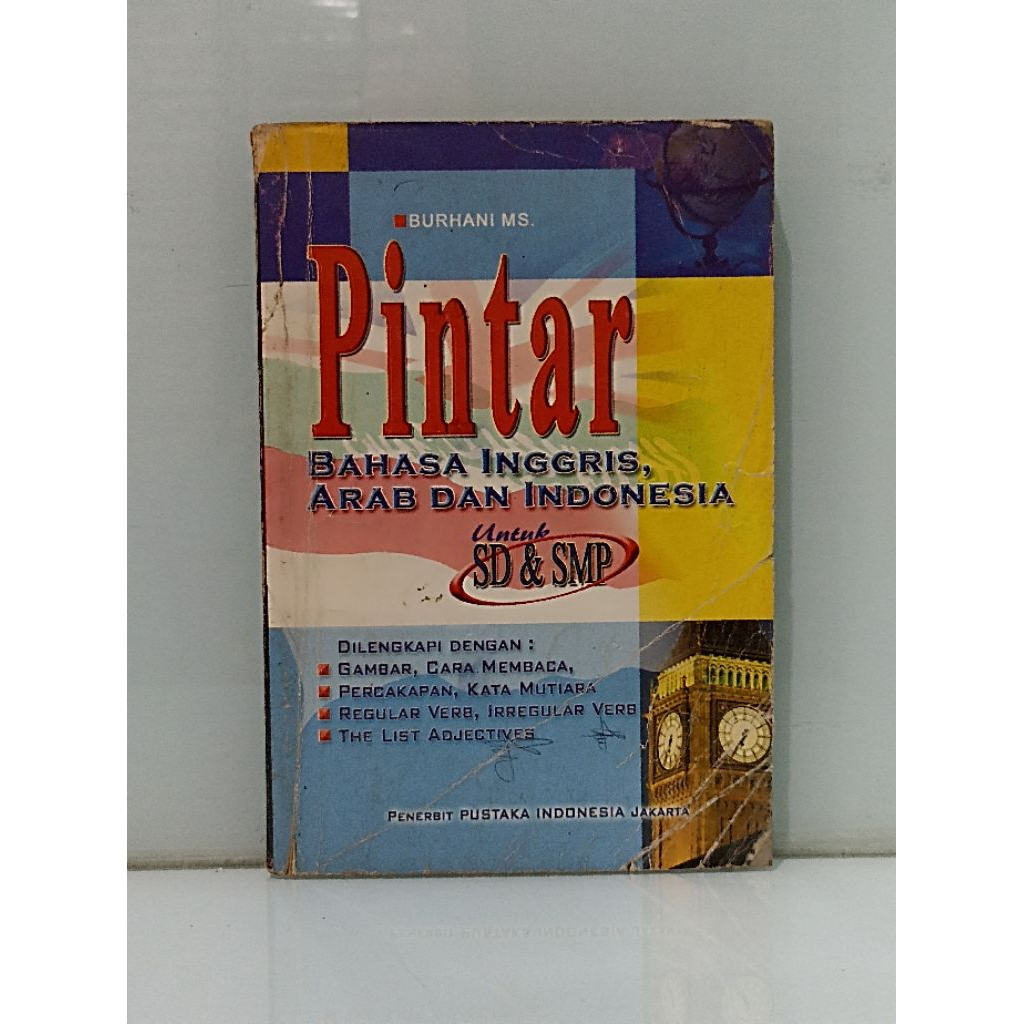 BURHANI MS.
Pintar
BAHASA INGGRIS,
ARAB DAN INDONESIA
Untuk
SD & SMP
DILENGKAPI DENGAN :
GAMBAR, CARA MEMBACA,
PERCAKAPAN, KATA MUTIARA
REGULAR VERB, IRREGULAR VERB
THE LIST ADJECTIVES
PENERBIT PUSTAKA INDONESIA JAKARTA